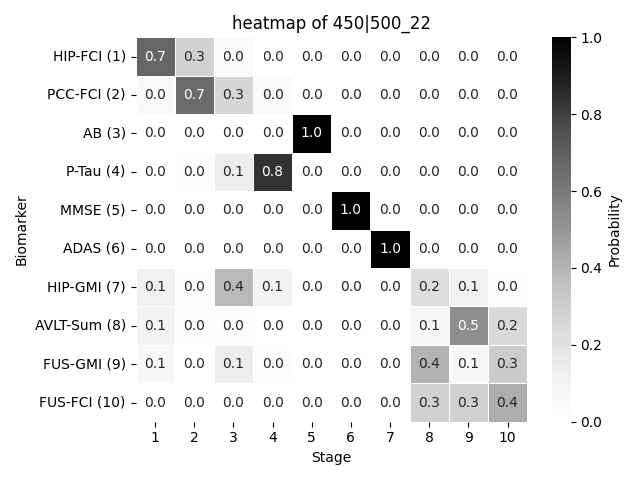 heatmap of 450|500_22
HIP-FCI (1) 0.7 0.3 0.0 0.0 0.0 0.0 0.0 0.0 0.0 0.0
PCC-FCI (2) 0.0 0.7 0.3 0.0 0.0 0.0 0.0 0.0 0.0 0.0
AB (3) 0.0 0.0 0.0 0.0 1.0 0.0 0.0 0.0 0.0 0.0
P-Tau (4) 0.0 0.0 0.1 0.8 0.0 0.0 0.0 0.0 0.0 0.0
MMSE (5) 0.0 0.0 0.0 0.0 0.0 1.0 0.0 0.0 0.0 0.0
ADAS (6) 0.0 0.0 0.0 0.0 0.0 0.0 1.0 0.0 0.0 0.0
HIP-GMI (7) 0.1 0.0 0.4 0.1 0.0 0.0 0.0 0.2 0.1 0.0
AVLT-Sum (8) 0.1 0.0 0.0 0.0 0.0 0.0 0.0 0.1 0.5 0.2
FUS-GMI (9) 0.1 0.0 0.1 0.0 0.0 0.0 0.0 0.4 0.1 0.3
FUS-FCI (10) 0.0 0.0 0.0 0.0 0.0 0.0 0.0 0.3 0.3 0.4
1 2 3 4 5 6 7 8 9 10
Stage
Biomarker
1.0
0.8
0.6
0.4
0.2
0.0
Probability